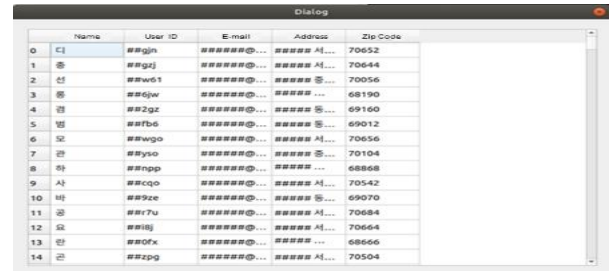 Dialog
Name User ID E-mail Address Zip Code
0 디 ##gjn ######@... ##### 서... 70652
1 종 ##gzj ######@... ##### 서... 70644
2 선 ##w61 ######@... ##### 중... 70056
3 ##6jw ######@... ##### ... 68190
4 경 ##2gz ######@... ##### 동... 69160
5 범 ##fb6 ######@... ##### 동... 69012
6 모 ##wgo ######@... ##### 서... 70656
7 관 ##yso ######@... ##### 중... 70104
8 하 ##npp ######@... ##### ... 68868
9 사 ##cqo ######@... ##### 서... 70542
10 바 ##9ze ######@... ##### 동... 69070
11 공 ##r7u ######@... ##### 서... 70684
12 요 ##i8j ######@... ##### 서... 70664
13 란 ##0fx ######@... ##### ... 68666
14 곤 ##zpg ######@... ##### 서... 70504